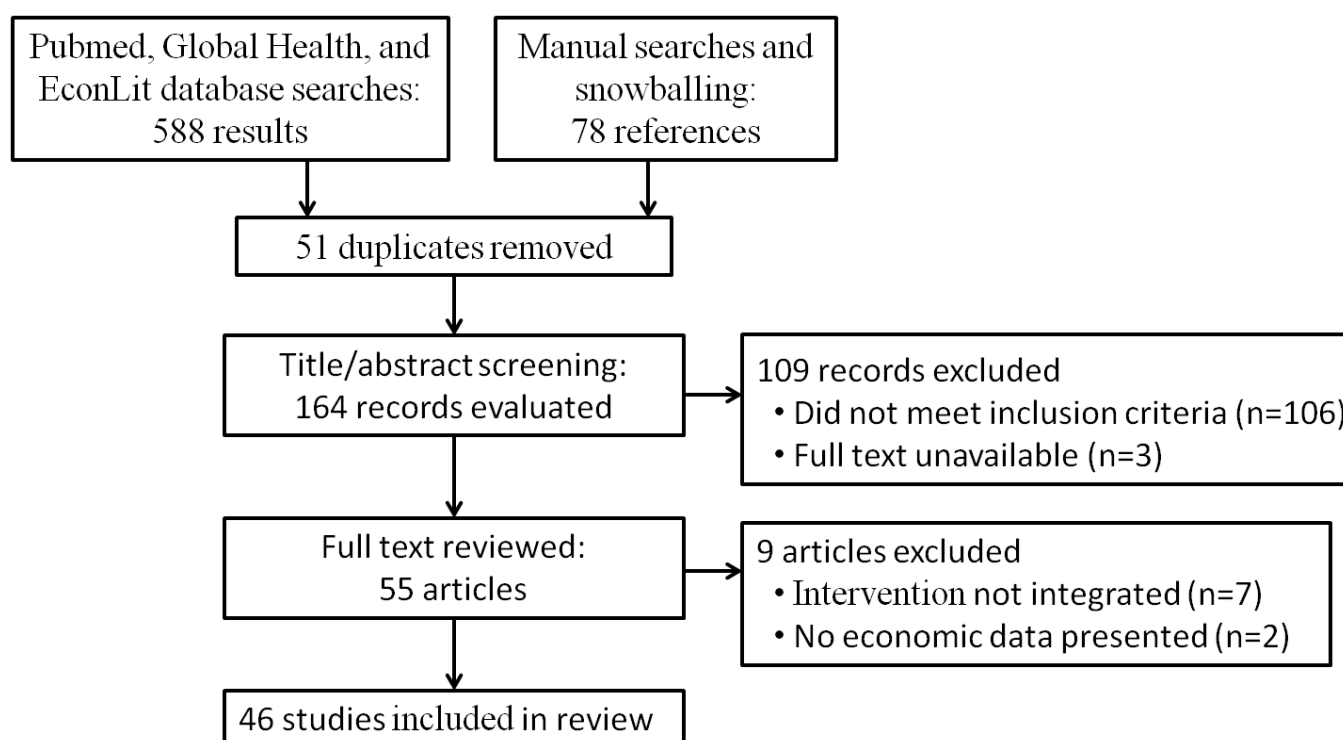 Pubmed, Global Health, and
EconLit database searches:
588 results
Manual searches and
snowballing:
78 references
51 duplicates removed
Title/abstract screening:
164 records evaluated
109 records excluded
• Did not meet inclusion criteria (n=106)
• Full text unavailable (n=3)
Full text reviewed:
55 articles
9 articles excluded
• Intervention not integrated (n=7)
• No economic data presented (n=2)
46 studies included in review